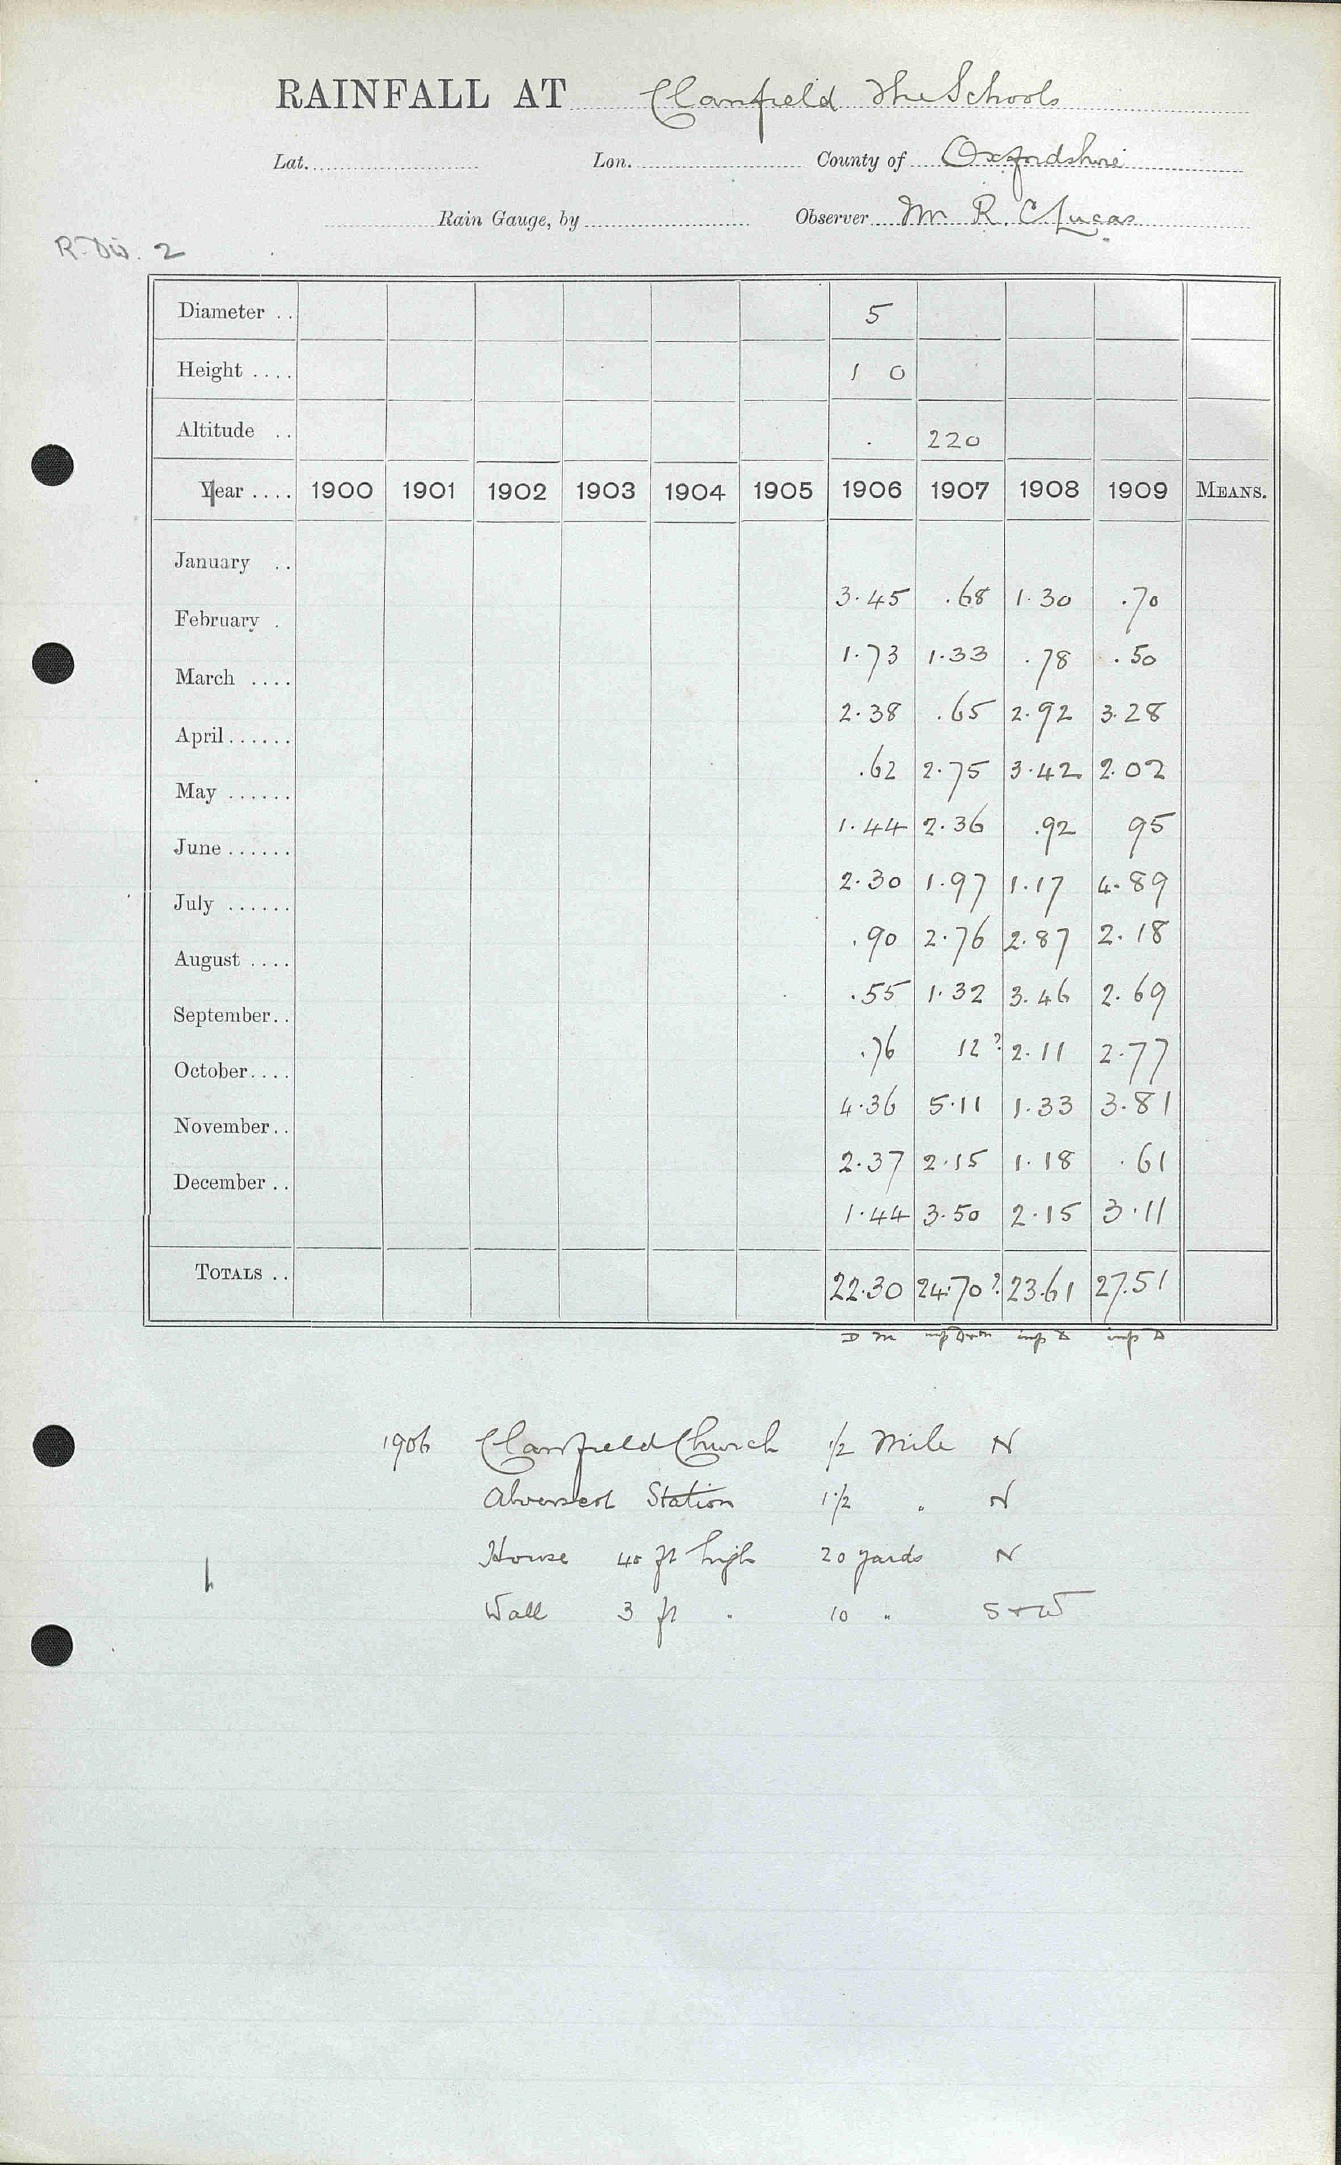 RAINFALL AT Clanfield The Schools
Lat. Lon. County of Oxfordshire
Rain Gauge, by Observer Mr R. C. Lucas
R. Div. 2
Diameter .. 5
Height .... 1 0
Altitude .. 220
Year .... 1900 1901 1902 1903 1904 1905 1906 1907 1908 1909 MEANS.
January ..
3.45 .68 1.30 .70
February .
1.73 1.33 .78 .50
March ....
2.38 .65 2.92 3.28
April ......
.62 2.75 3.42 2.02
May ......
1.44 2.36 .92 95
June ......
2.30 1.97 1.17 4.89
July ......
.90 2.76 2.87 2.18
August ....
.55 1.32 3.46 2.69
September..
.76 12? 2.11 2.77
October....
4.36 5.11 1.33 3.81
November..
2.37 2.15 1.18 .61
December ..
1.44 3.50 2.15 3.11
TOTALS .. 22.30 24.70? 23.61 27.51
D M imp D imp D
1906 Clanfield Church 1/2 Mile N
Alvescot Station 1 1/2 " N
House 40 ft high 20 yards N
Wall 3 ft " 10 " S + W